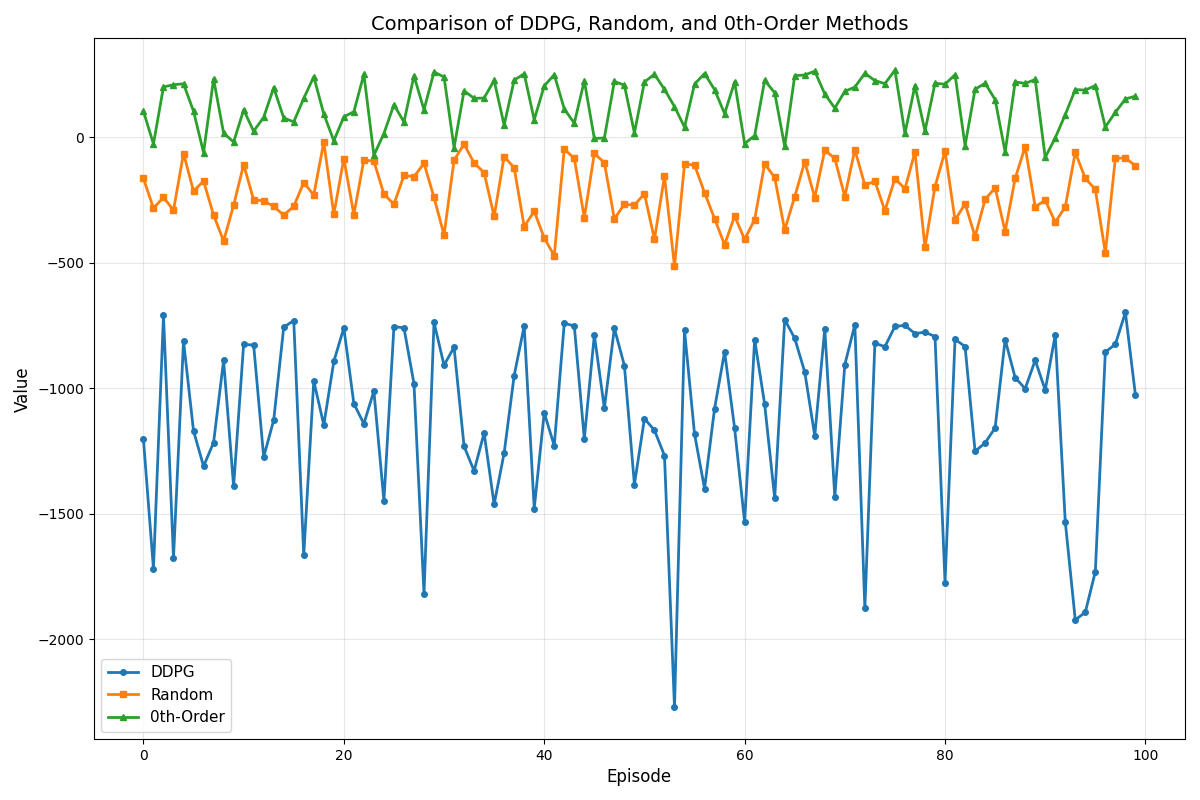 Comparison of DDPG, Random, and 0th-Order Methods
Value
0
−500
−1000
−1500
−2000
DDPG
Random
0th-Order
0 20 40 60 80 100
Episode